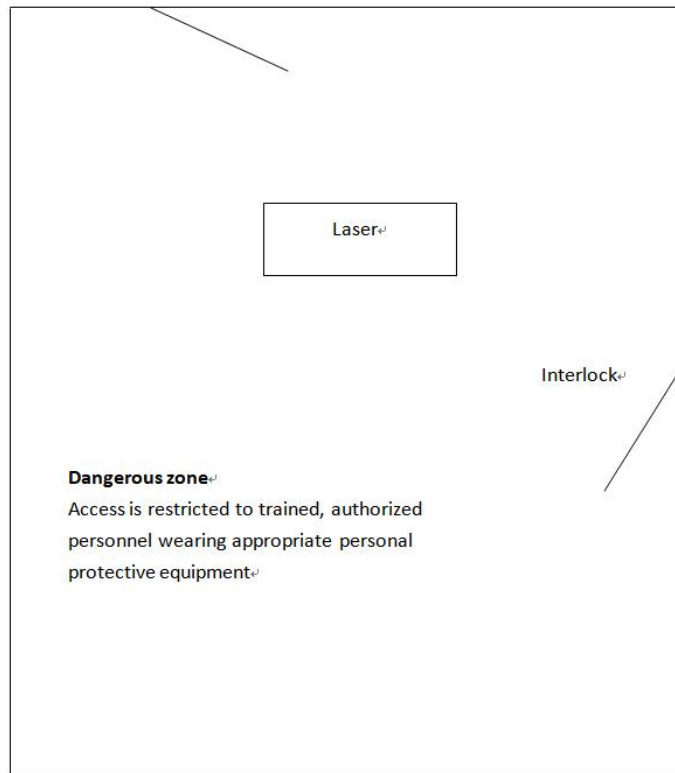 Laser
Interlock
Dangerous zone
Access is restricted to trained, authorized
personnel wearing appropriate personal
protective equipment